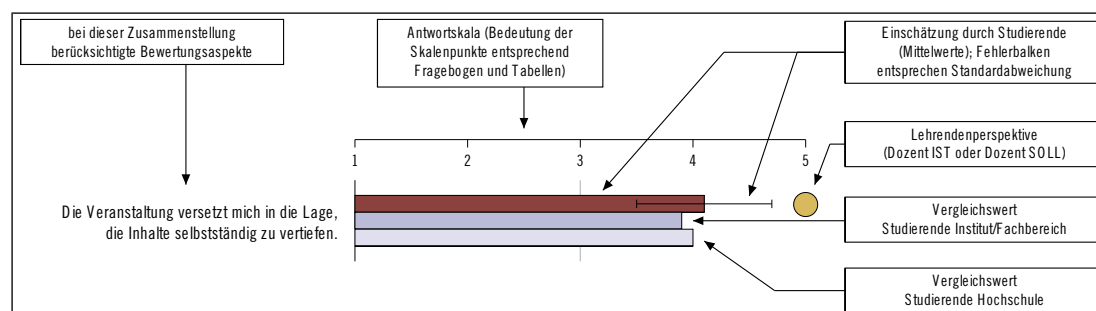 bei dieser Zusammenstellung
berücksichtigte Bewertungsaspekte
Antwortskala (Bedeutung der
Skalenpunkte entsprechend
Fragebogen und Tabellen)
Einschätzung durch Studierende
(Mittelwerte); Fehlerbalken
entsprechen Standardabweichung
Lehrendenperspektive
(Dozent IST oder Dozent SOLL)
1 2 3 4 5
Die Veranstaltung versetzt mich in die Lage,
die Inhalte selbstständig zu vertiefen.
Vergleichswert
Studierende Institut/Fachbereich
Vergleichswert
Studierende Hochschule